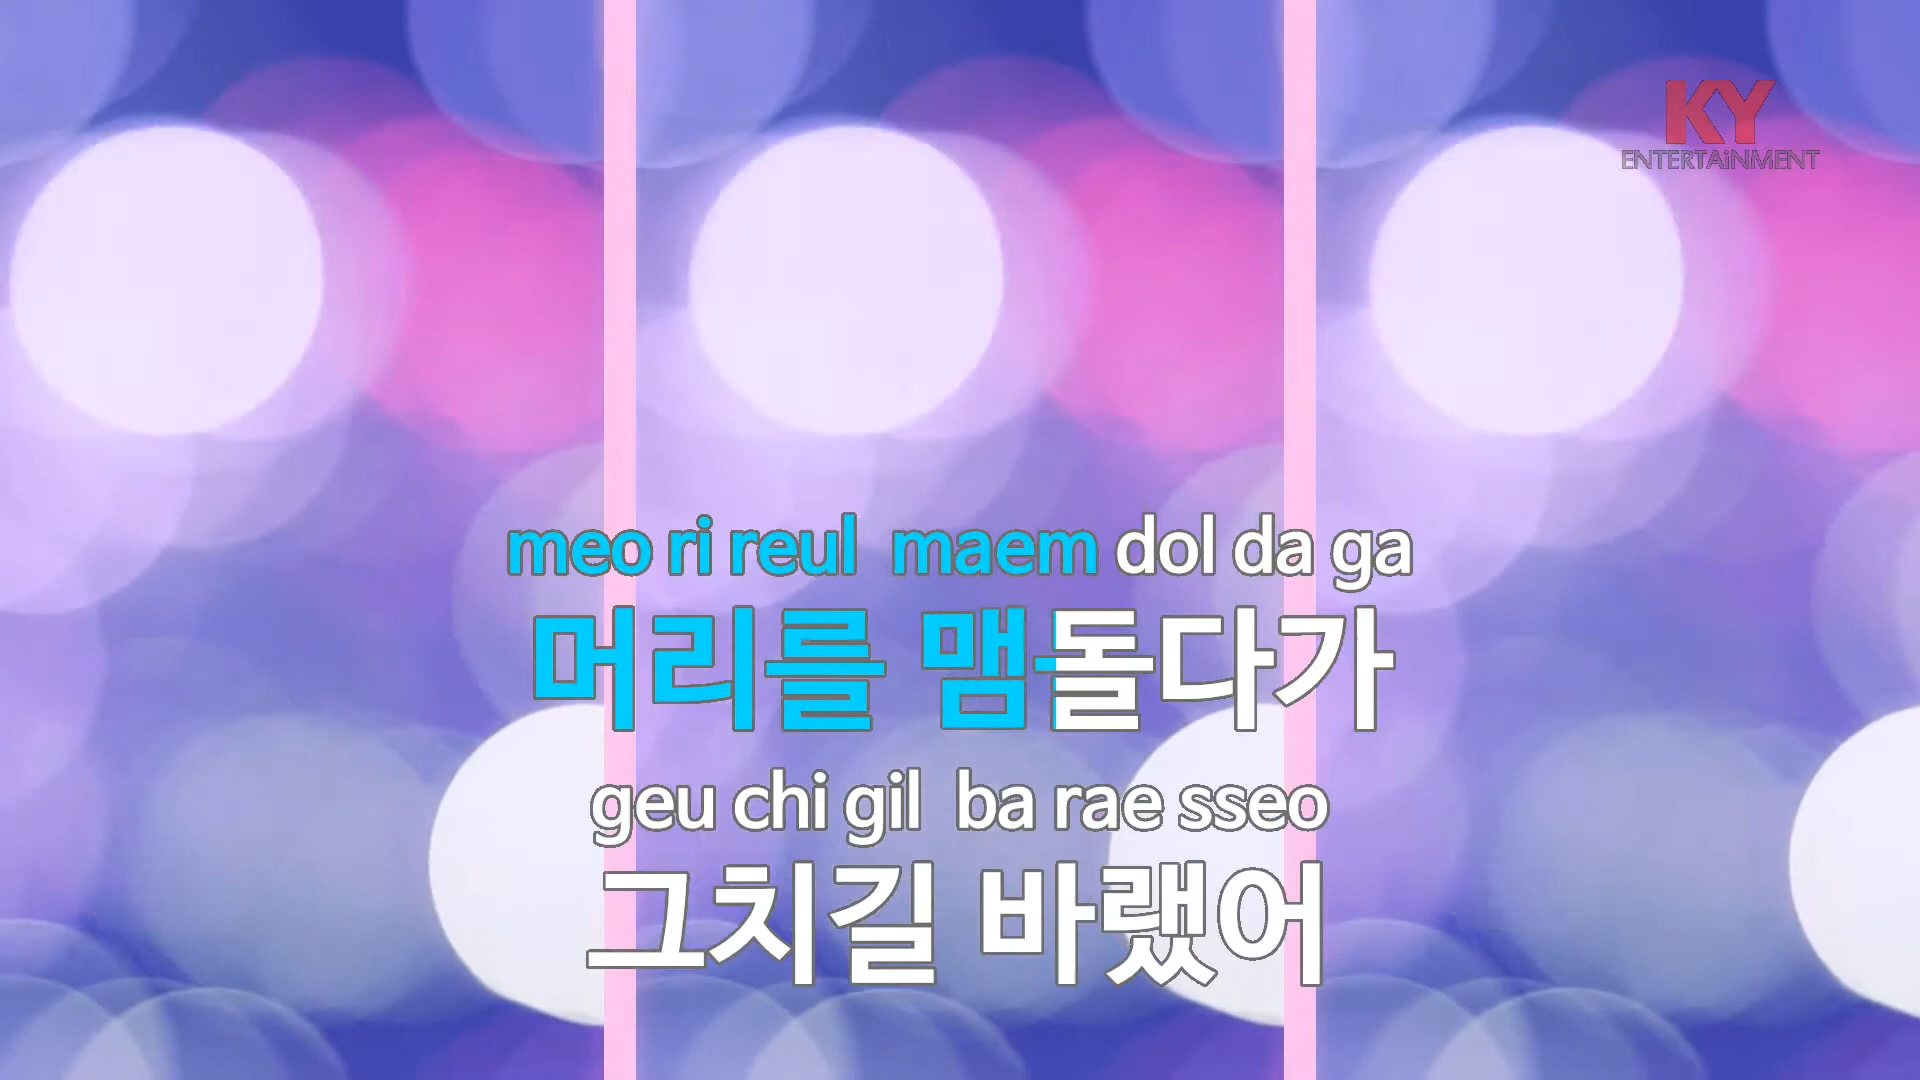 KY
ENTERTAiNMENT
meo ri reul maem dol da ga
머리를 맴돌다가
geu chi gil ba rae sseo
그치길 바랬어